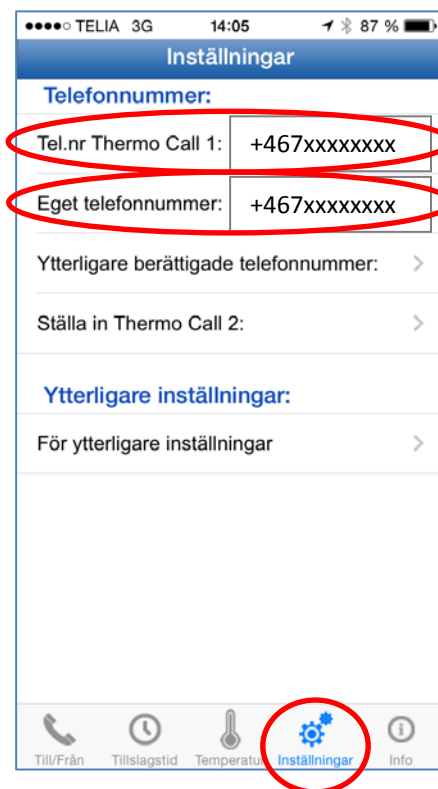 TELIA 3G 14:05 87 %
Inställningar
Telefonnummer:
Tel.nr Thermo Call 1: +467xxxxxxxx
Eget telefonnummer: +467xxxxxxxx
Ytterligare berättigade telefonnummer:
Ställa in Thermo Call 2:
Ytterligare inställningar:
För ytterligare inställningar
Till/Från Tillslagstid Temperatur Inställningar Info